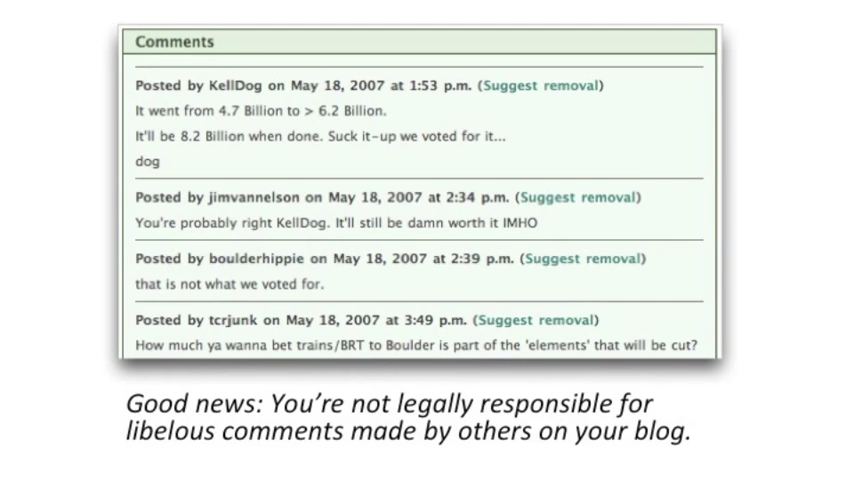 Comments
Posted by KellDog on May 18, 2007 at 1:53 p.m. (Suggest removal)
It went from 4.7 Billion to > 6.2 Billion.
It'll be 8.2 Billion when done. Suck it-up we voted for it...
dog
Posted by jimvannelson on May 18, 2007 at 2:34 p.m. (Suggest removal)
You're probably right KellDog. It'll still be damn worth it IMHO
Posted by boulderhippie on May 18, 2007 at 2:39 p.m. (Suggest removal)
that is not what we voted for.
Posted by tcrjunk on May 18, 2007 at 3:49 p.m. (Suggest removal)
How much ya wanna bet trains/BRT to Boulder is part of the 'elements' that will be cut?
Good news: You’re not legally responsible for
libelous comments made by others on your blog.